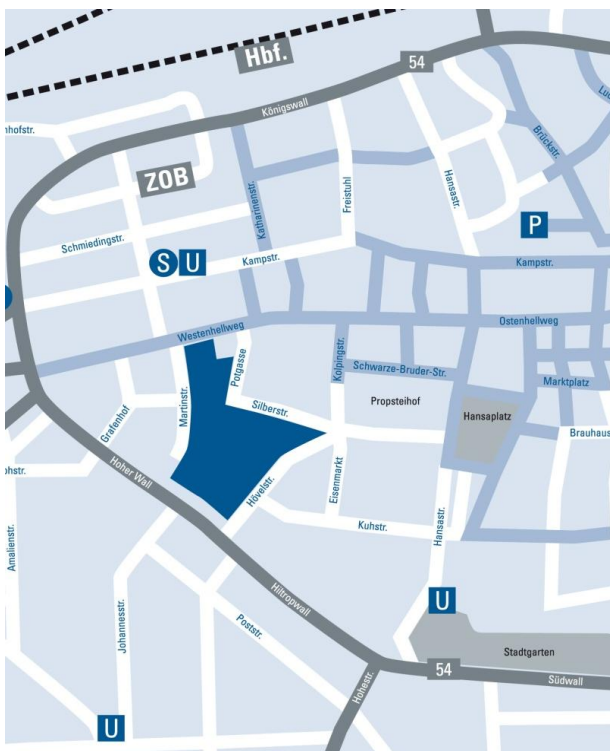 Hbf.
54
Königswall
nhofstr.
ZOB
Brückstr.
Hansastr.
Freistuhl
Katharinenstr.
P
Schmiedingstr.
S U
Kampstr.
Kampstr.
Westenhellweg
Ostenhellweg
Kolpingstr.
Schwarze-Bruder-Str.
Potgasse
Marktplatz
Martinstr.
Silberstr.
Propsteihof
Hansaplatz
Grafenhof
Brauhaus
Hoher Wall
Hövelstr.
Eisenmarkt
Kuhstr.
Hansastr.
Amalienstr.
Hiltropwall
U
Johannesstr.
Poststr.
Stadtgarten
54
Südwall
Hohestr.
U